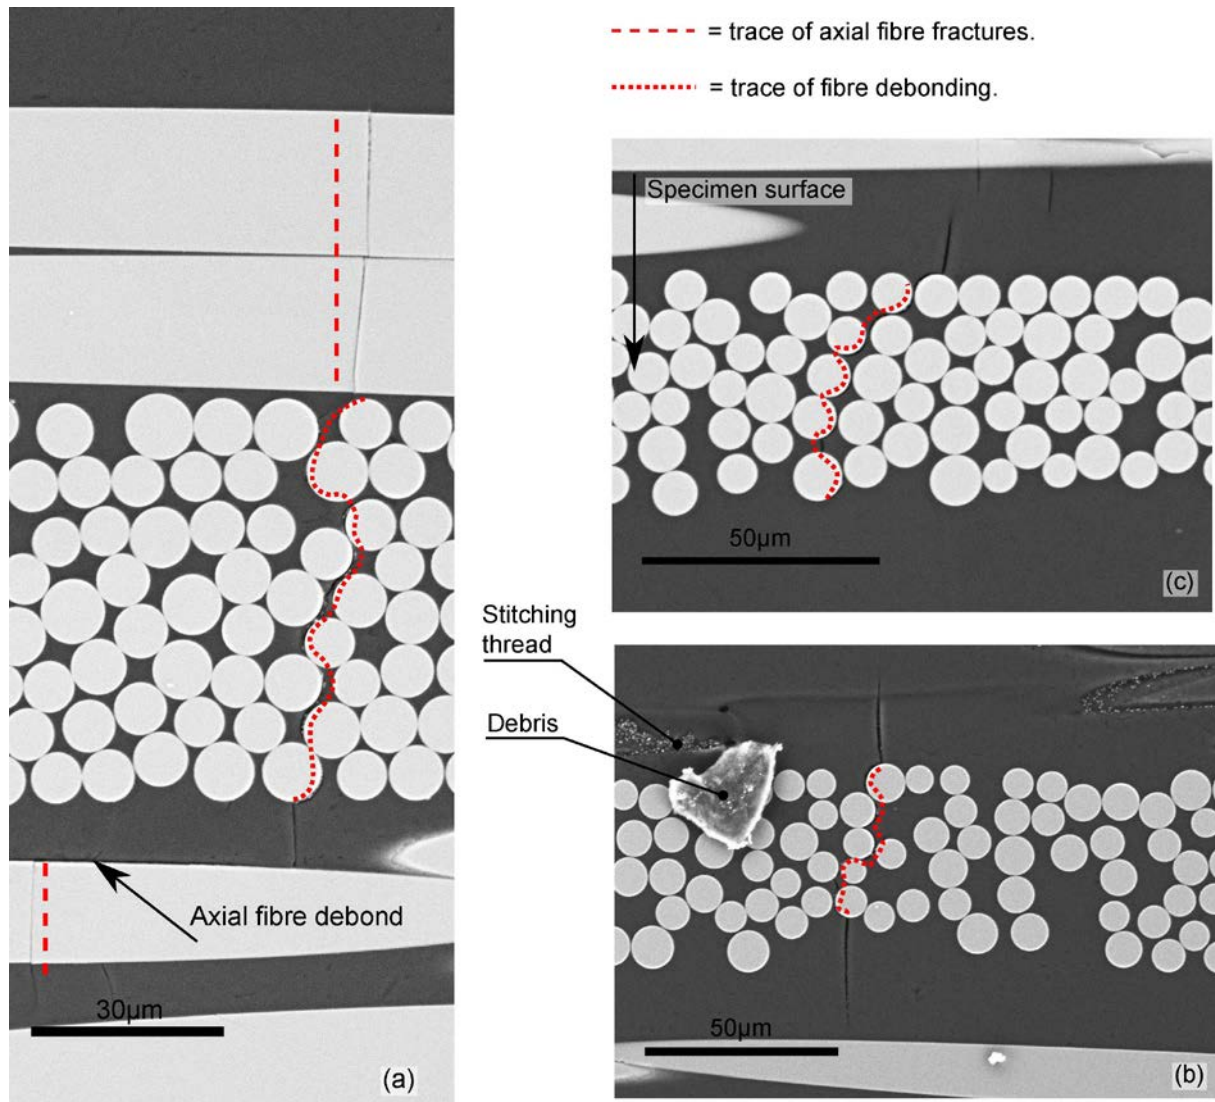 = trace of axial fibre fractures.
= trace of fibre debonding.
Specimen surface
50µm
(c)
Stitching
thread
Debris
Axial fibre debond
30µm
(a)
50µm
(b)